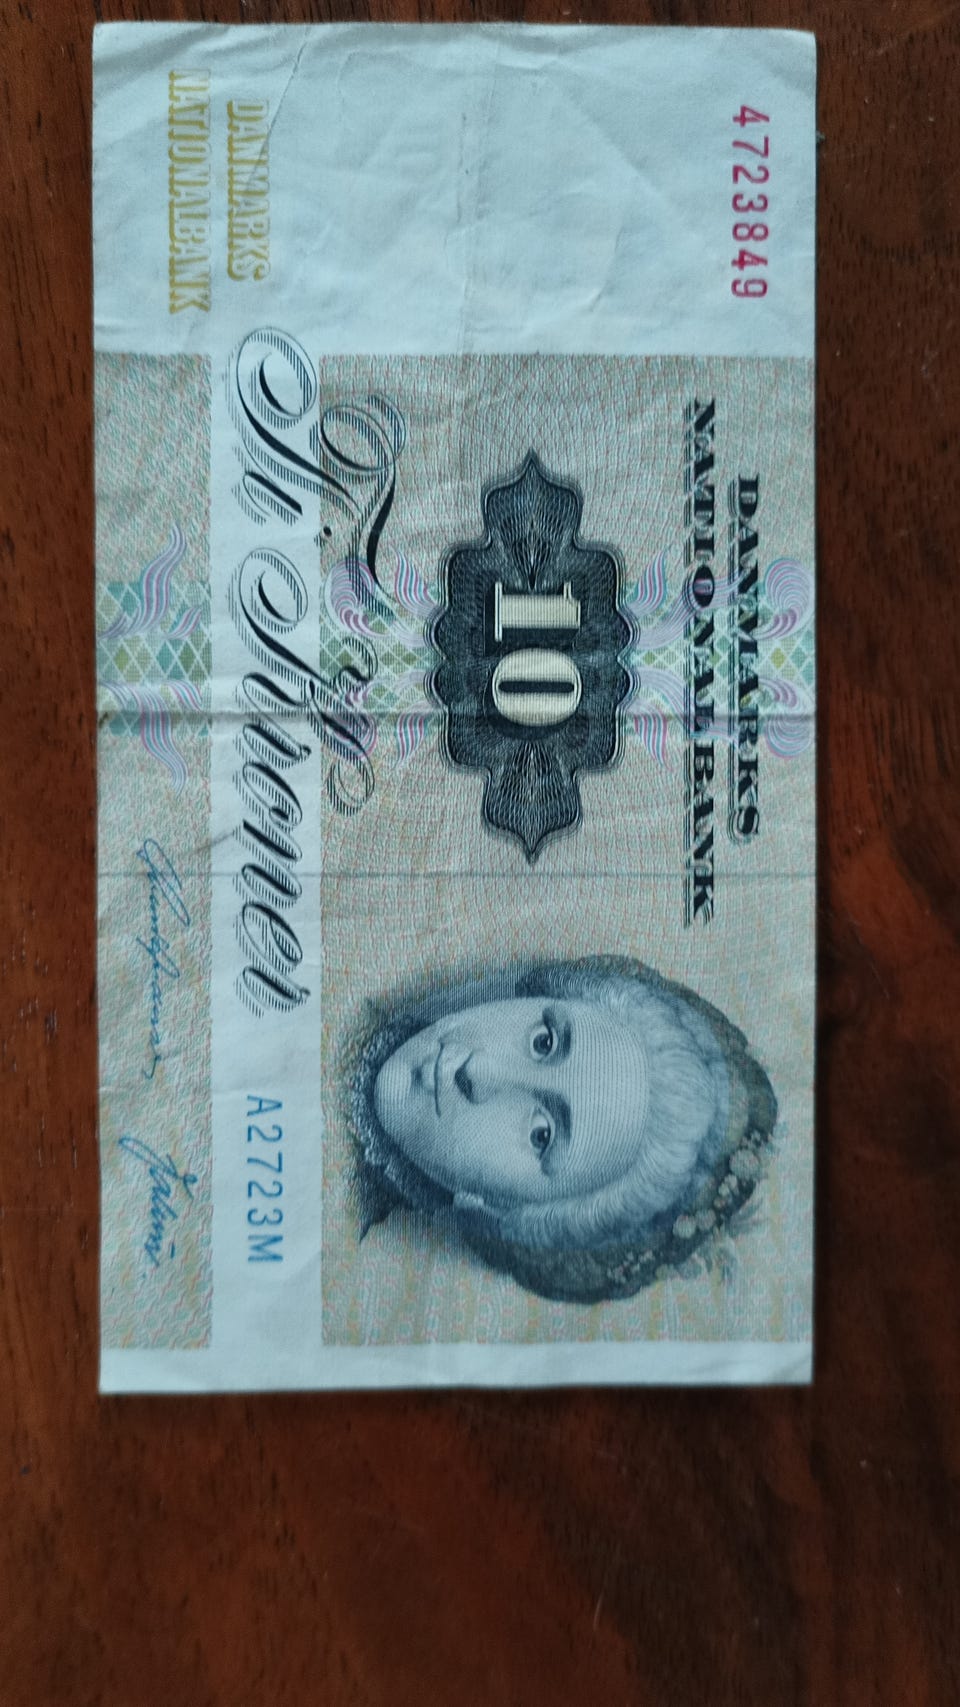 4723849
DANMARKS
NATIONALBANK
10
Ti Kroner
A2723M
DANMARKS
NATIONALBANK